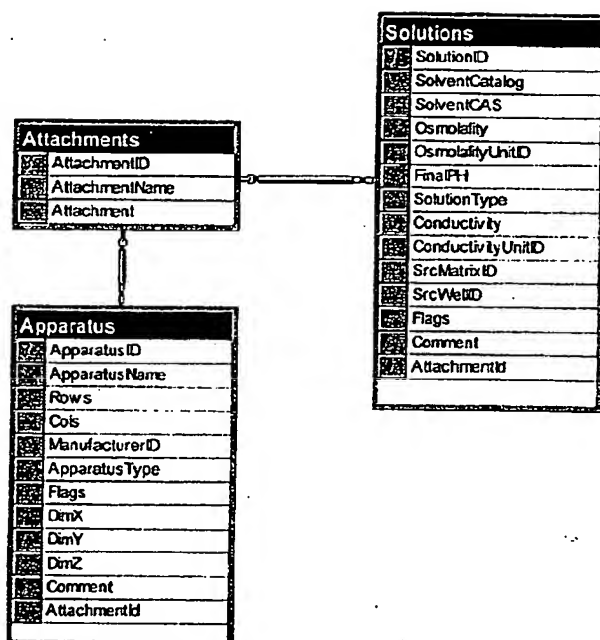 Attachments
AttachmentID
AttachmentName
Attachment
Solutions
SolutionID
SolventCatalog
SolventCAS
Osmolality
OsmolalityUnitID
FinalPH
SolutionType
Conductivity
ConductivityUnitID
SrcMatrixID
SrcWellID
Flags
Comment
AttachmentId
Apparatus
ApparatusID
ApparatusName
Rows
Cols
ManufacturerID
ApparatusType
Flags
DimX
DimY
DimZ
Comment
AttachmentId